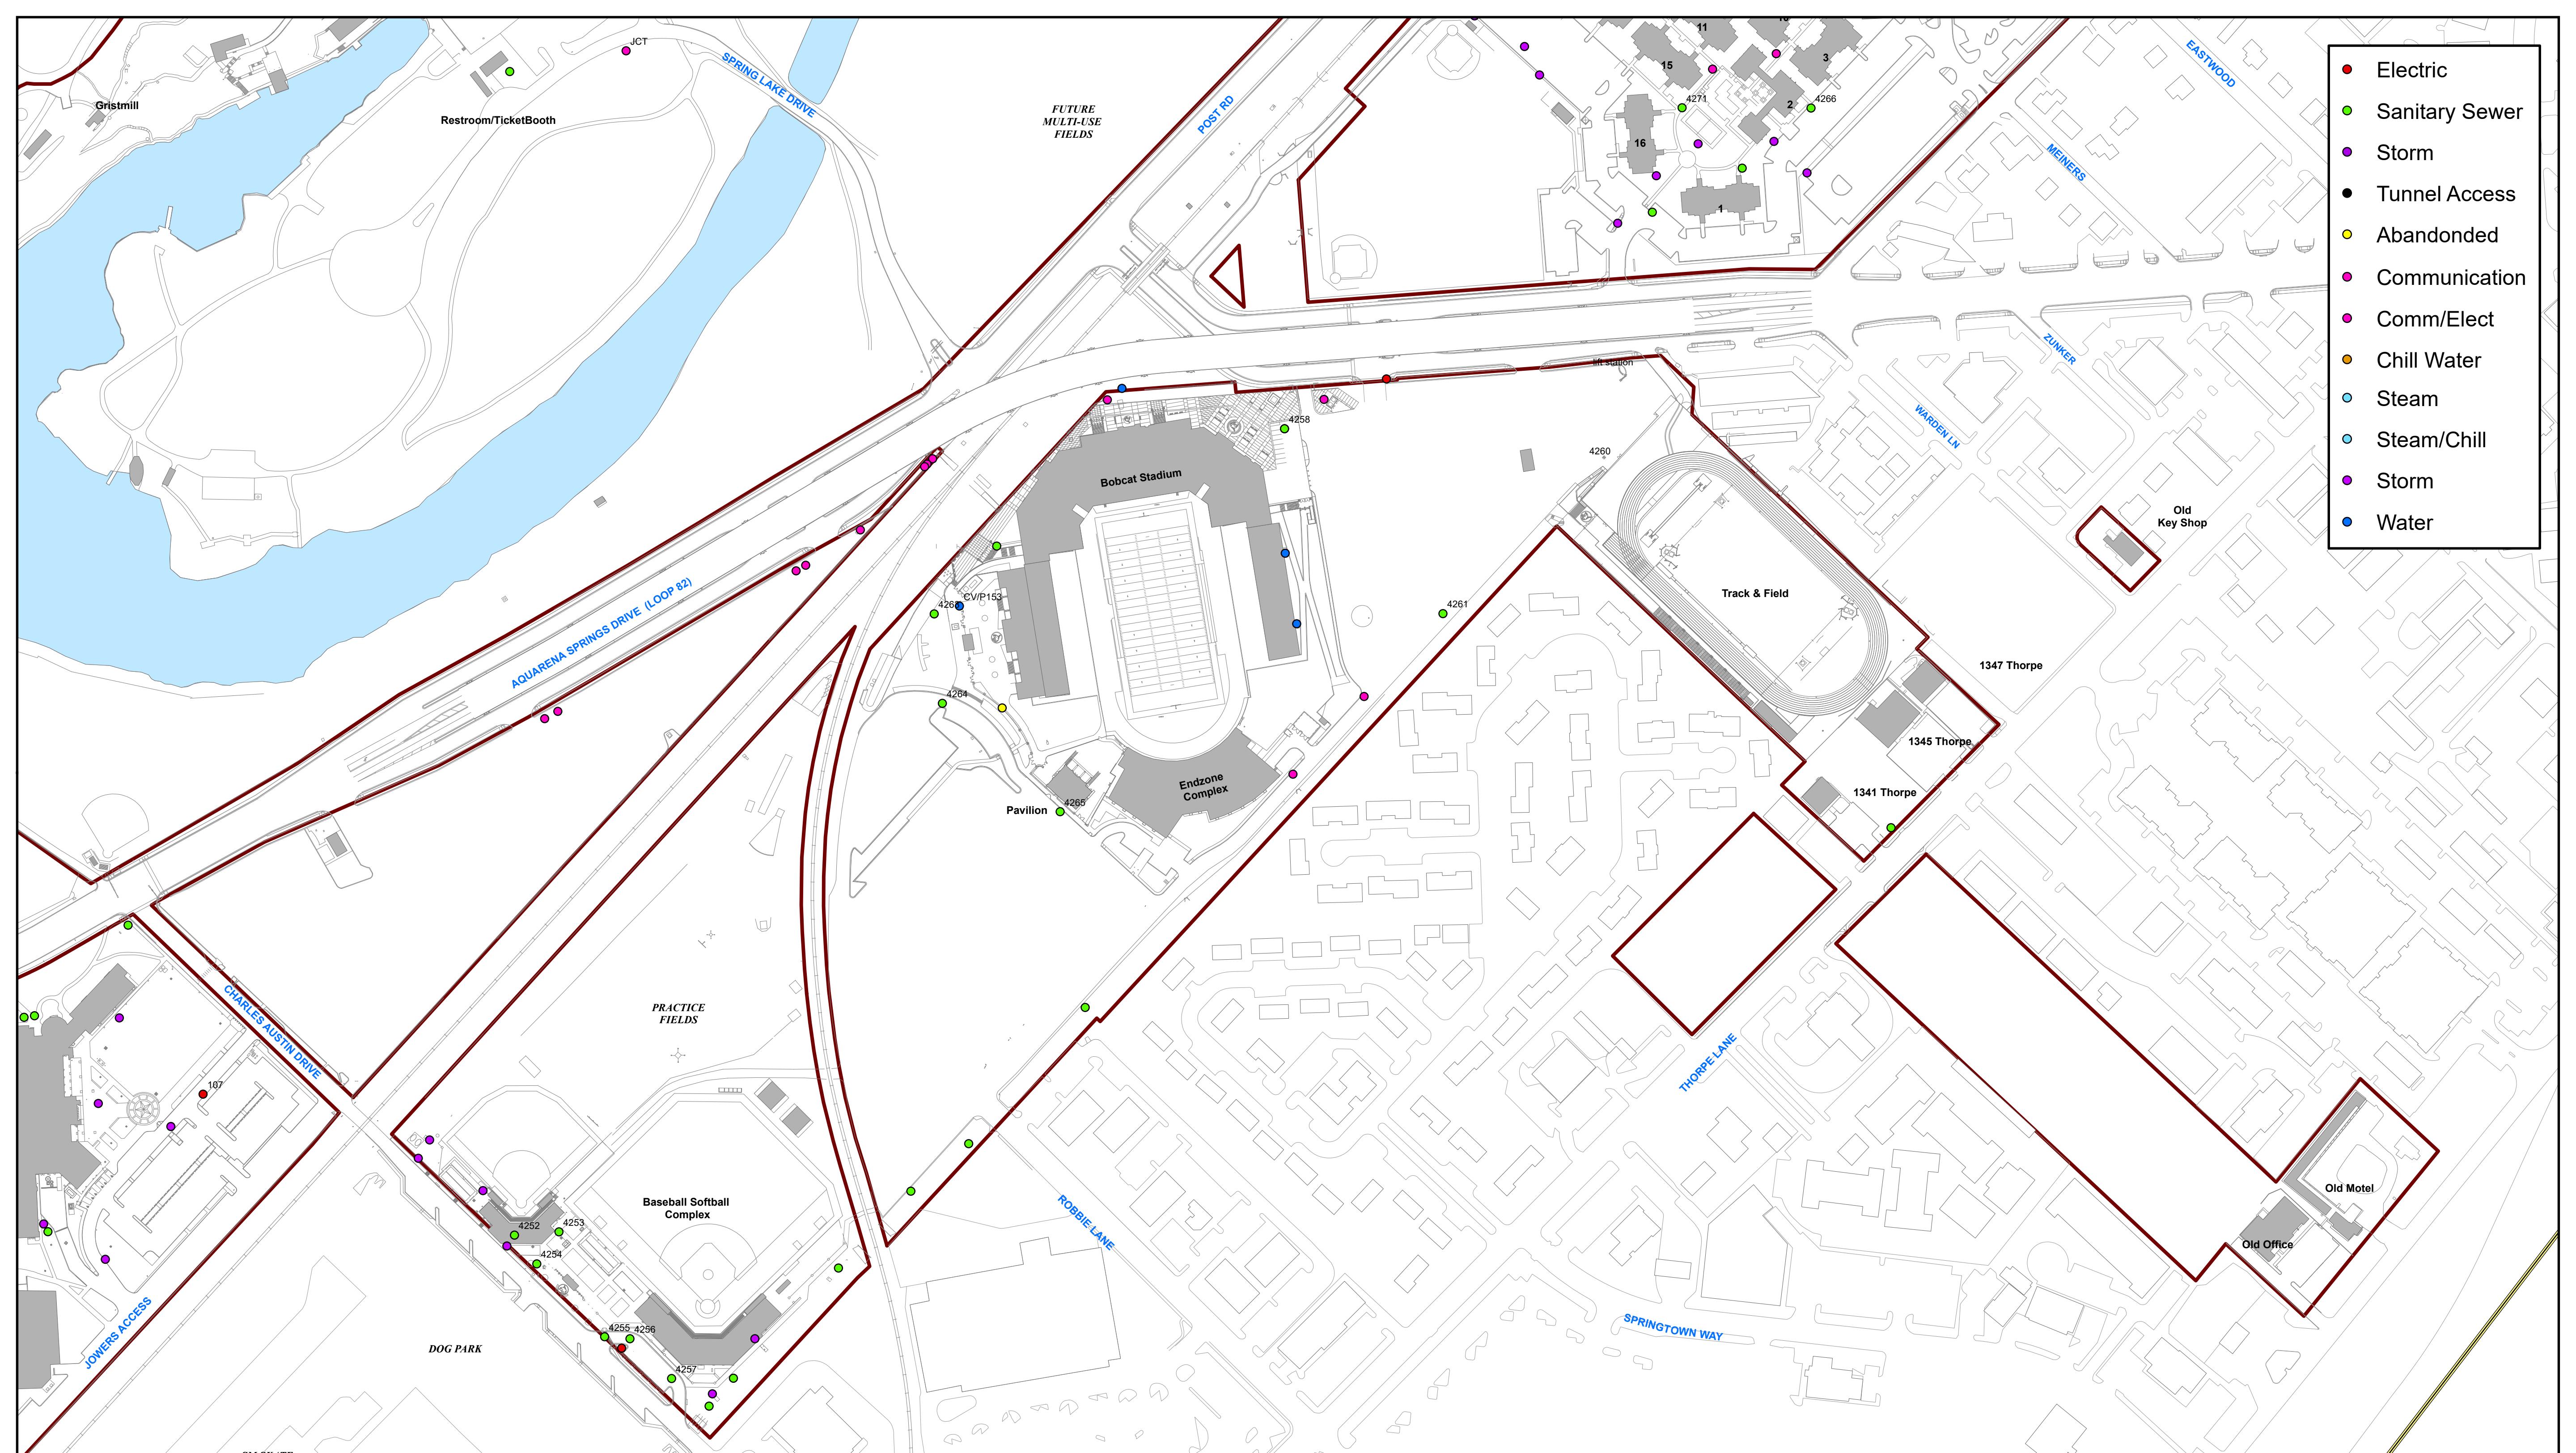 JCT
SPRING LAKE DRIVE
Gristmill
Restroom/TicketBooth
FUTURE
MULTI-USE
FIELDS
POST RD
11
15
3
2
4271
4266
16
1
EASTWOOD
MEINERS
ZUNKER
WARDEN LN
Electric
Sanitary Sewer
Storm
Tunnel Access
Abandonded
Communication
Comm/Elect
Chill Water
Steam
Steam/Chill
Storm
Water
lift station
4258
4260
Bobcat Stadium
Old
Key Shop
AQUARENA SPRINGS DRIVE (LOOP 82)
CV/P153
4261
Track & Field
1347 Thorpe
4264
1345 Thorpe
Endzone
Complex
1341 Thorpe
Pavilion
4265
CHARLES AUSTIN DRIVE
PRACTICE
FIELDS
THORPE LANE
107
Baseball Softball
Complex
ROBBIE LANE
Old Motel
4252
4253
4254
Old Office
JOWERS ACCESS
4255
4256
DOG PARK
4257
SPRINGTOWN WAY